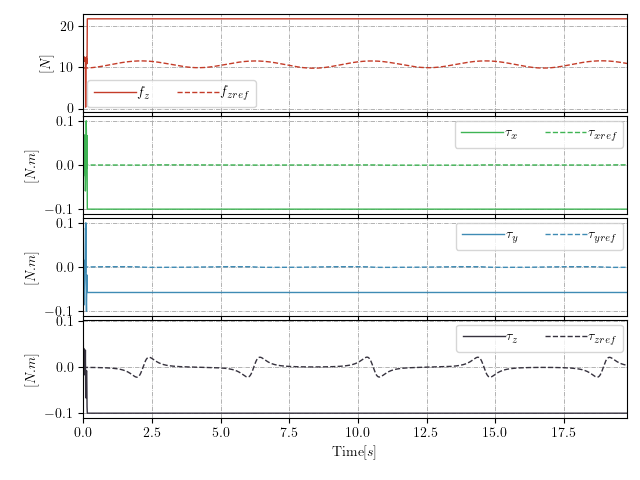 20
10
0
[N]
f_z
f_zref
0.1
0.0
−0.1
[N.m]
τ_x
τ_xref
0.1
0.0
−0.1
[N.m]
τ_y
τ_yref
0.1
0.0
−0.1
[N.m]
τ_z
τ_zref
0.0 2.5 5.0 7.5 10.0 12.5 15.0 17.5
Time[s]